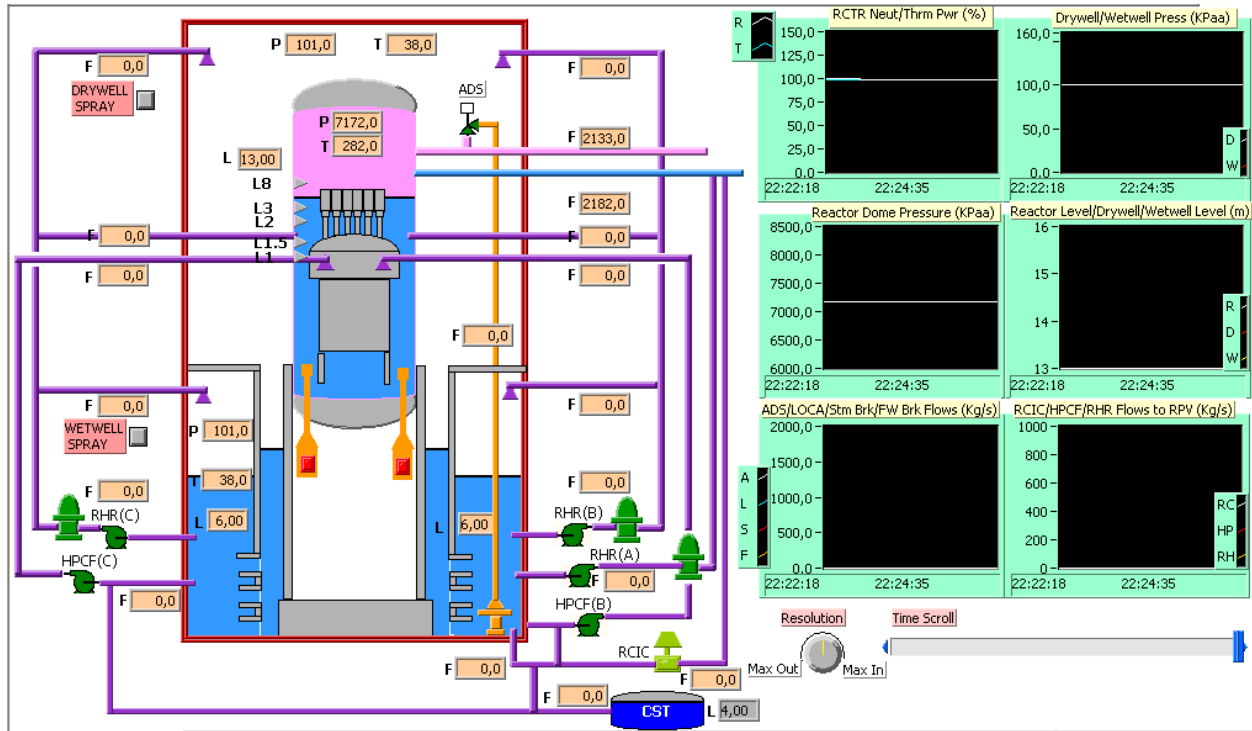 P 101,0 T 38,0
F 0,0
DRYWELL
SPRAY
ADS
F 0,0
P 7172,0
T 282,0
L 13,00
L8
L3
L2
L1.5
L1
F 2133,0
F 2182,0
F 0,0
F 0,0
F 0,0
F 0,0
F 0,0
F 0,0
WETWELL
SPRAY
P 101,0
T 38,0
L 6,00
L 6,00
F 0,0
F 0,0
RHR(C)
HPCF(C)
F 0,0
F 0,0
RHR(B)
RHR(A)
F 0,0
HPCF(B)
RCIC
F 0,0
F 0,0
F 0,0
CST
L 4,00
RCTR Neut/Thrm Pwr (%)
R
T
150,0
125,0
100,0
75,0
50,0
25,0
0,0
22:22:18 22:24:35
Drywell/Wetwell Press (KPaa)
160,0
100,0
50,0
0,0
D
W
22:22:18 22:24:35
Reactor Dome Pressure (KPaa)
8500,0
8000,0
7500,0
7000,0
6500,0
6000,0
22:22:18 22:24:35
Reactor Level/Drywell/Wetwell Level (m)
16
15
14
13
R
D
W
22:22:18 22:24:35
ADS/LOCA/Stm Brk/FW Brk Flows (Kg/s)
2000,0
1500,0
1000,0
500,0
0,0
A
L
S
F
22:22:18 22:24:35
RCIC/HPCF/RHR Flows to RPV (Kg/s)
1000
800
600
400
200
0
RC
HP
RH
22:22:18 22:24:35
Resolution
Max Out
Max In
Time Scroll